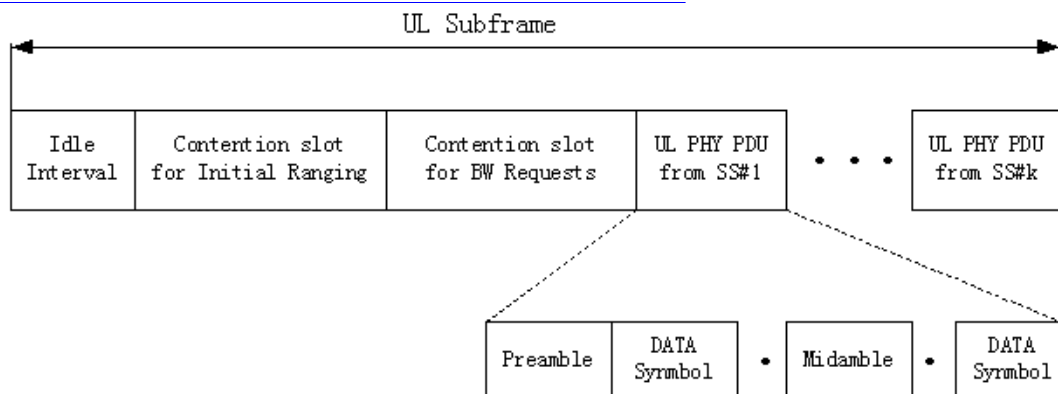 UL Subframe
Idle
Interval
Contention slot
for Initial Ranging
Contention slot
for BW Requests
UL PHY PDU
from SS#1
• • •
UL PHY PDU
from SS#k
Preamble
DATA
Symbol
•
Midamble
•
DATA
Symbol